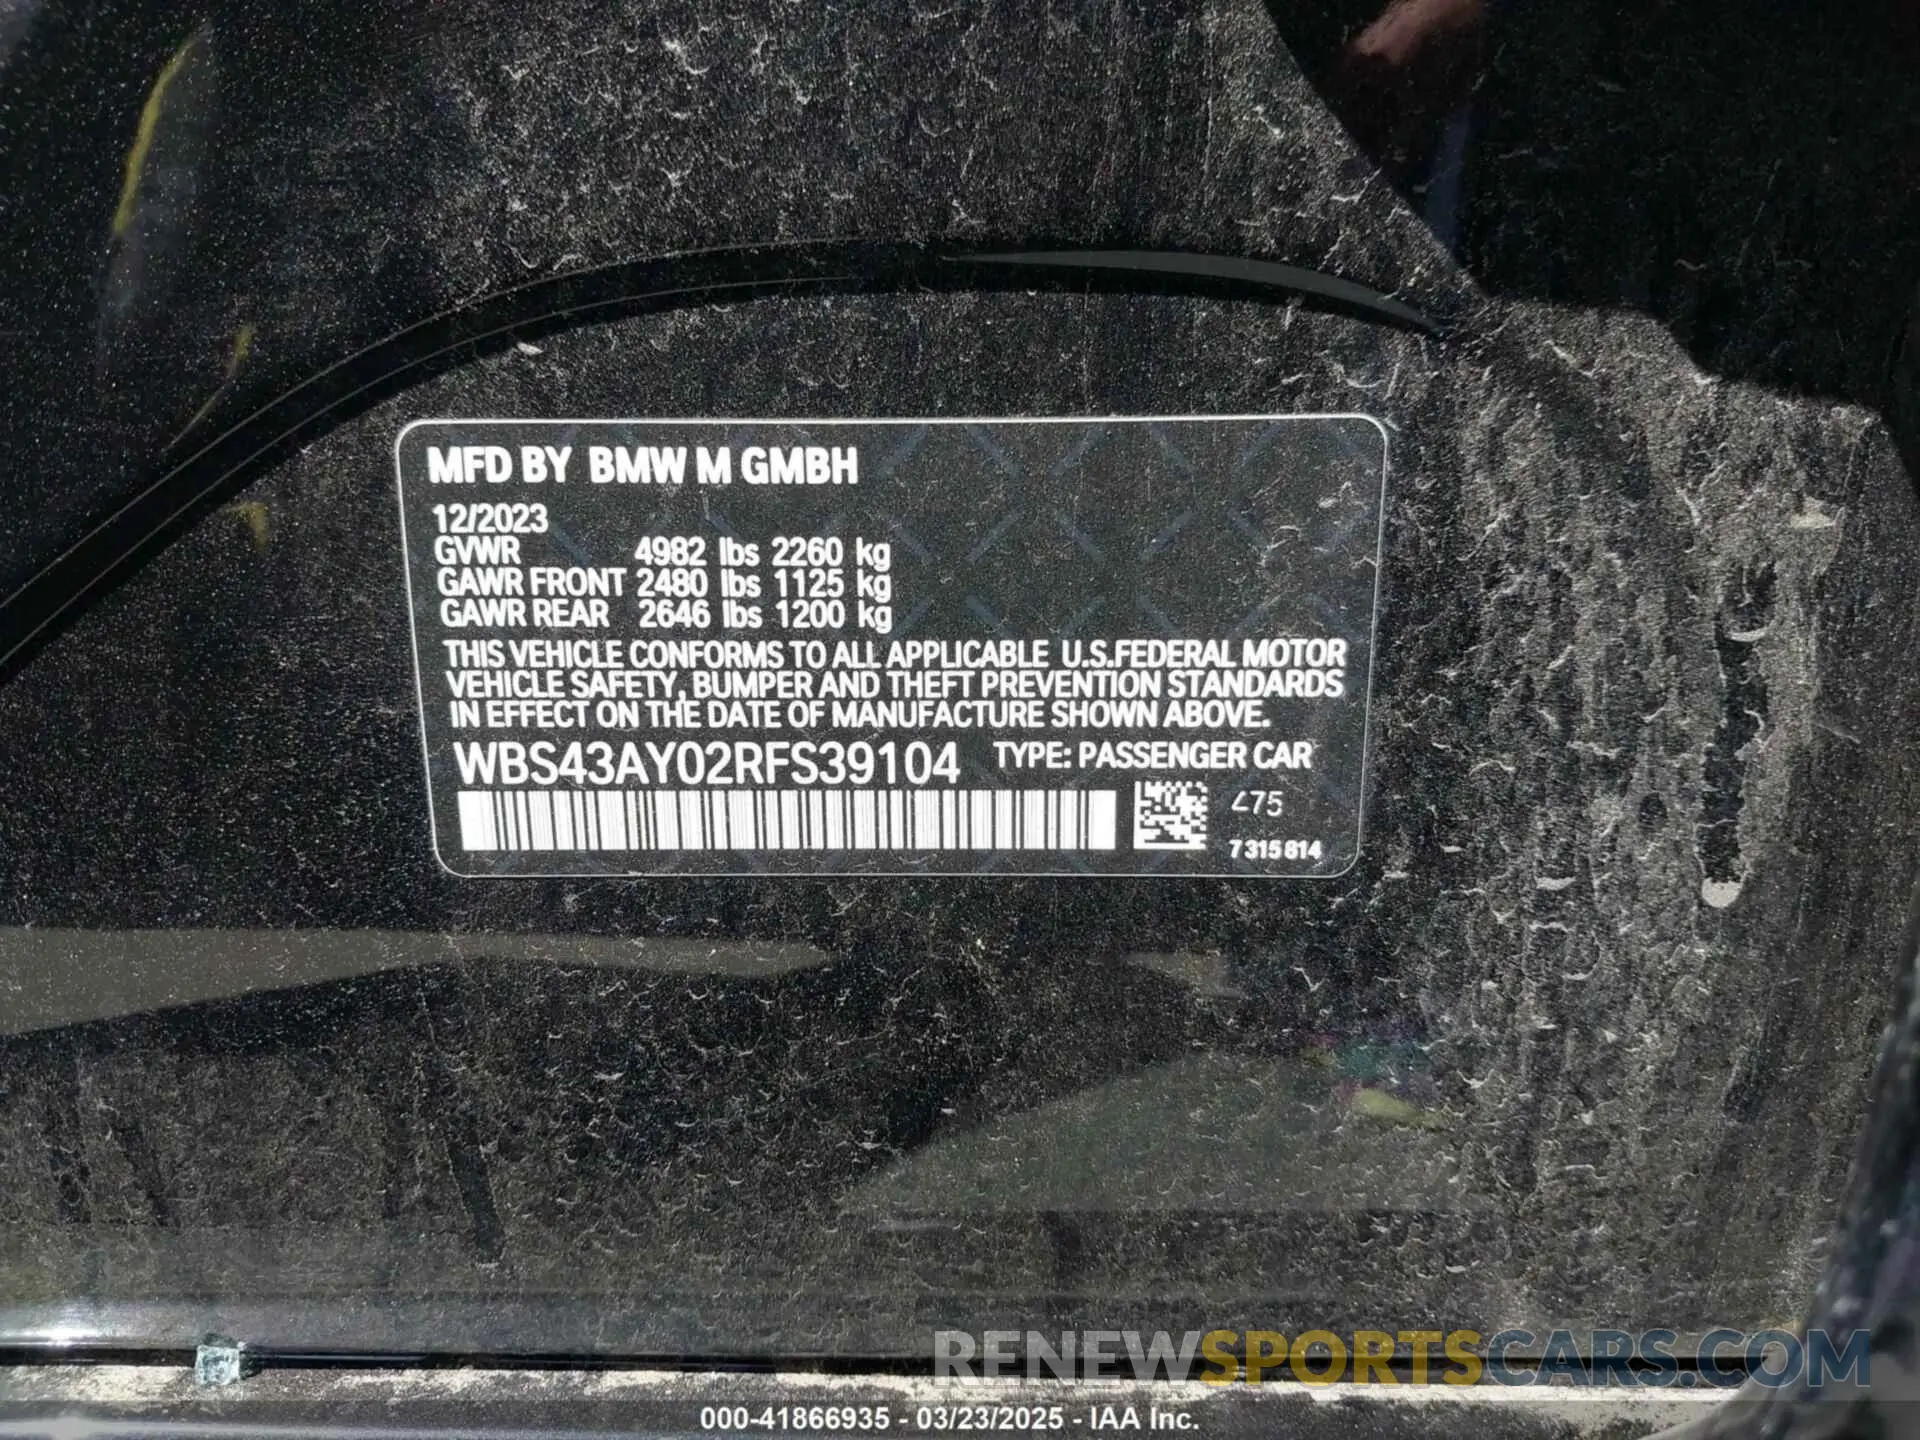 MFD BY BMW M GMBH
12/2023
GVWR 4982 lbs 2260 kg
GAWR FRONT 2480 lbs 1125 kg
GAWR REAR 2646 lbs 1200 kg
THIS VEHICLE CONFORMS TO ALL APPLICABLE U.S.FEDERAL MOTOR
VEHICLE SAFETY, BUMPER AND THEFT PREVENTION STANDARDS
IN EFFECT ON THE DATE OF MANUFACTURE SHOWN ABOVE.
WBS43AY02RFS39104 TYPE: PASSENGER CAR
475
7315814
RENEWSPORTSCARS.COM
000-41866935 - 03/23/2025 - IAA Inc.